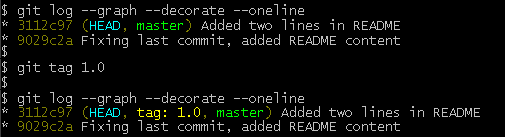 $ git log --graph --decorate --oneline
* 3112c97 (HEAD, master) Added two lines in README
* 9029c2a Fixing last commit, added README content
$
$ git tag 1.0
$
$ git log --graph --decorate --oneline
* 3112c97 (HEAD, tag: 1.0, master) Added two lines in README
* 9029c2a Fixing last commit, added README content